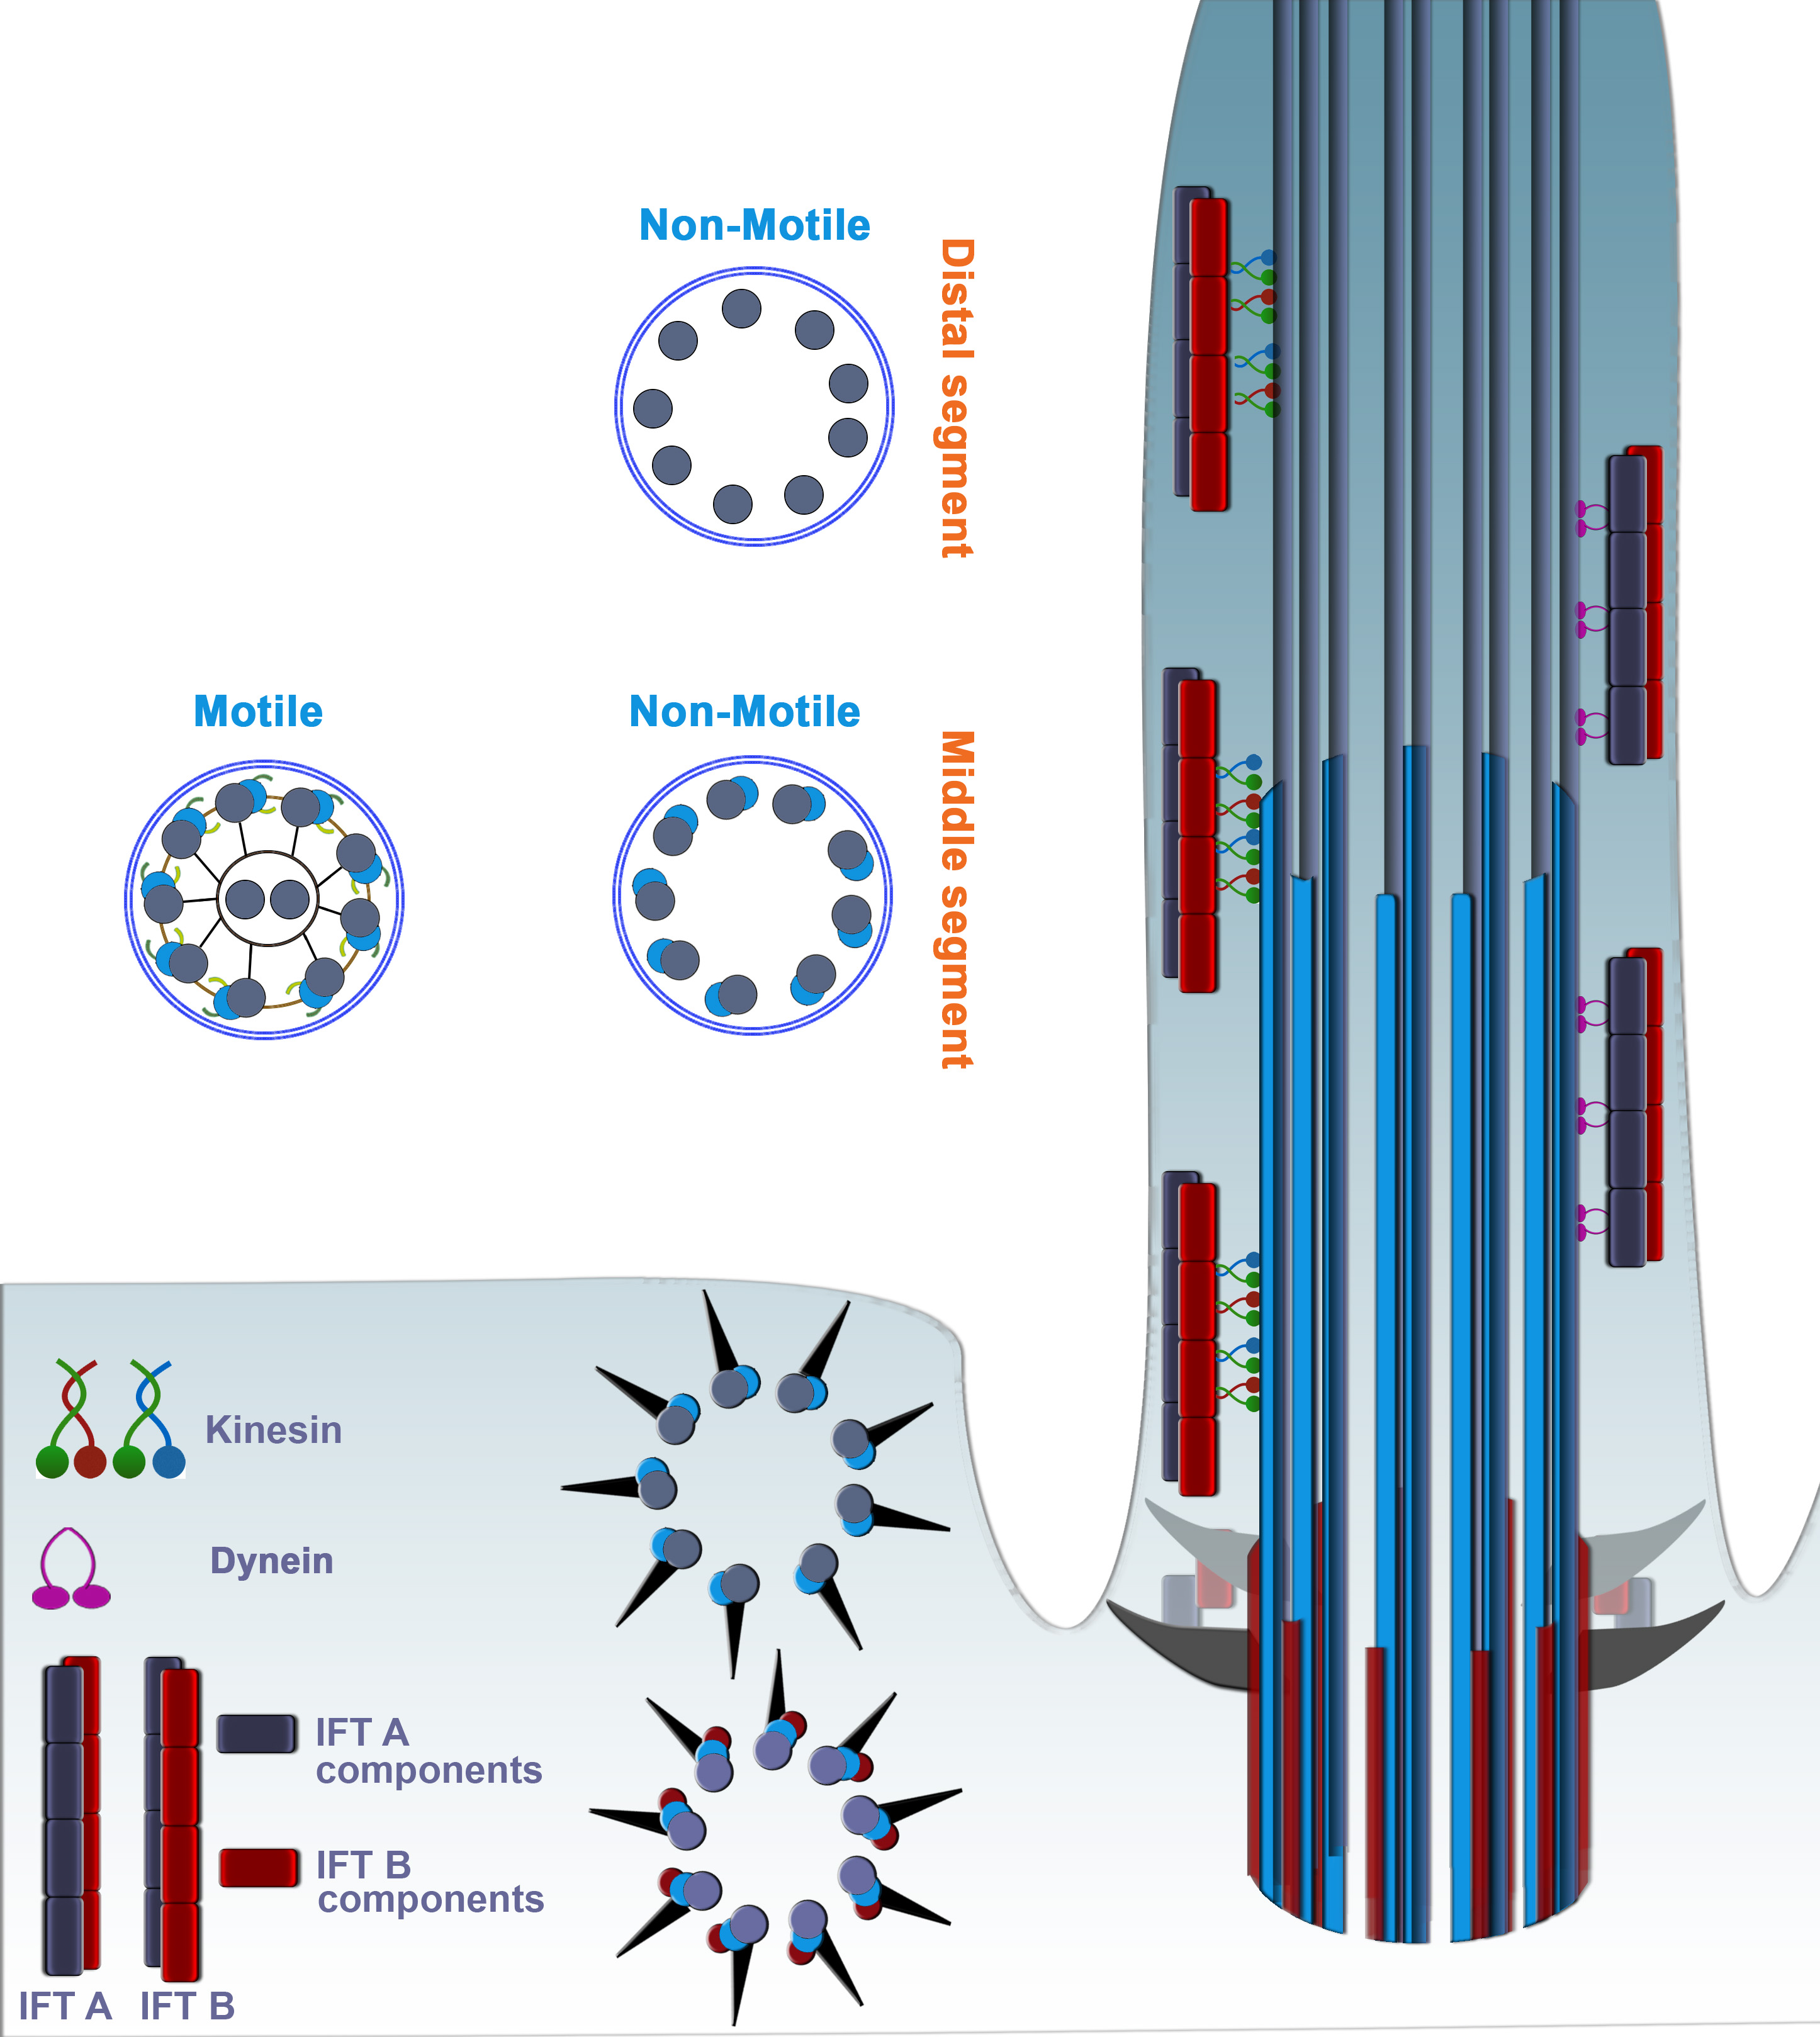 Non-Motile
Distal segment
Motile
Non-Motile
Middle segment
Kinesin
Dynein
IFT A
components
IFT B
components
IFT A
IFT B